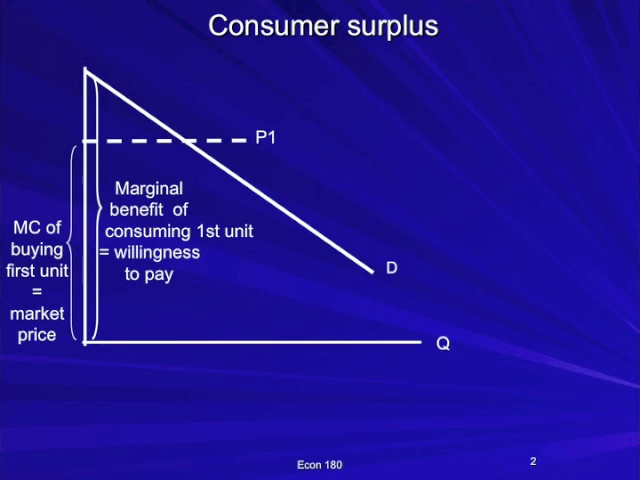 Consumer surplus
P1
Marginal
benefit of
consuming 1st unit
= willingness
to pay
MC of
buying
first unit
=
market
price
D
Q
Econ 180
2